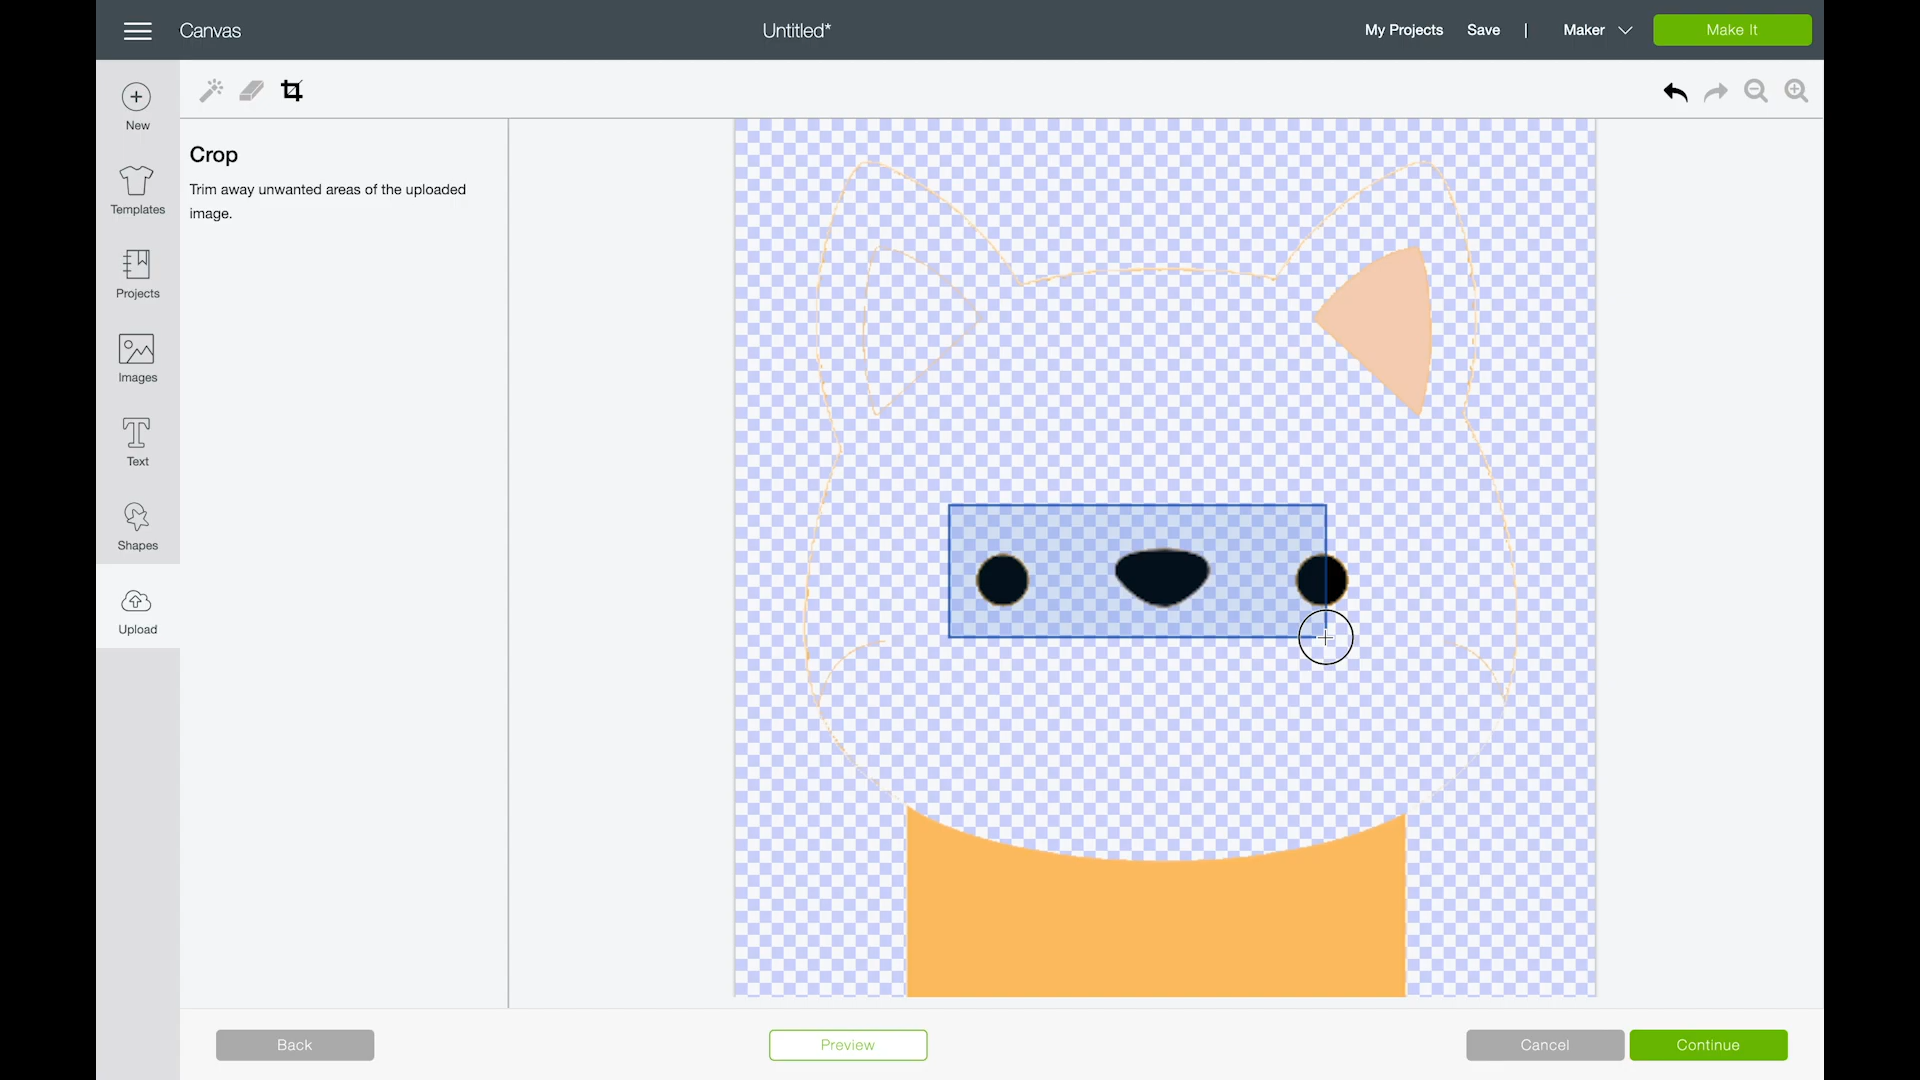 Canvas
Untitled*
My Projects
Save
|
Maker
Make It
New
Templates
Projects
Images
Text
Shapes
Upload
Crop
Trim away unwanted areas of the uploaded
image.
Back
Preview
Cancel
Continue